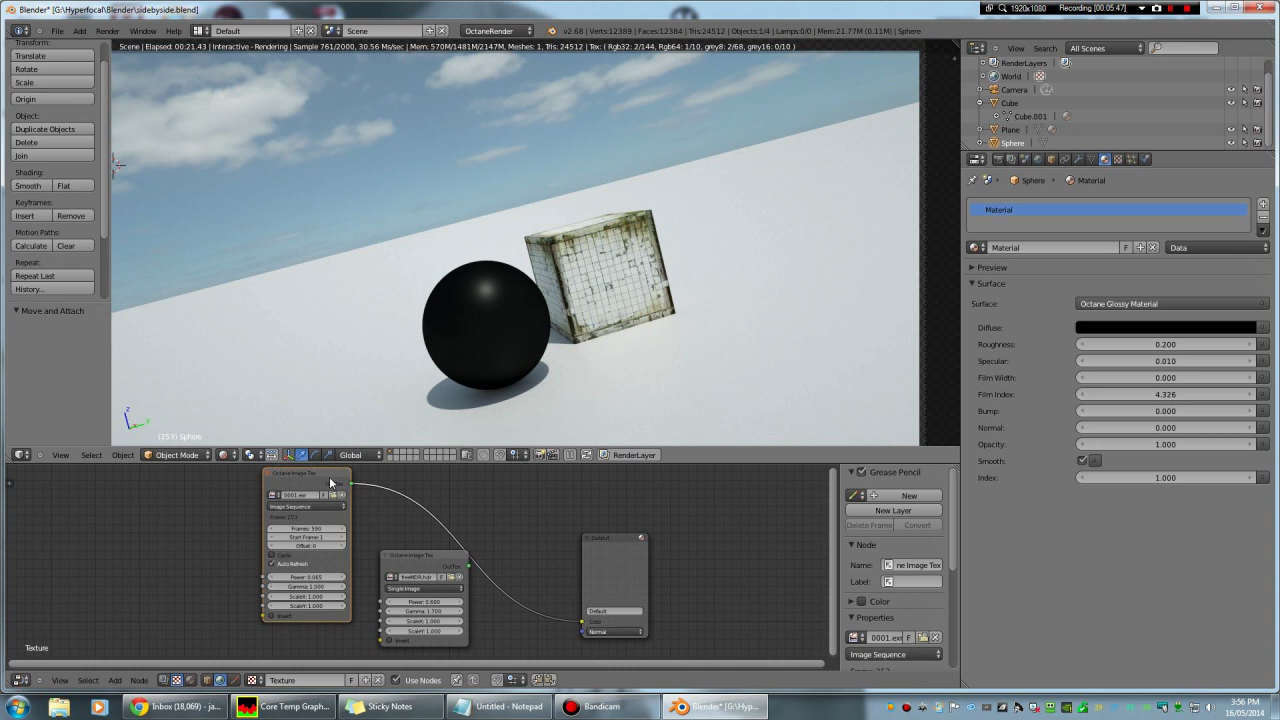 Blender* [G:\Hyperfocal\Blender\sidebyside.blend]
1920x1080 Recording [00:05:47]
File Add Render Window Help Default Scene OctaneRender v2.68 | Verts:12389 | Faces:12384 | Tris:24512 | Objects:1/4 | Lamps:0/0 | Mem:21.77M (0.11M) | Sphere
View Search All Scenes
Scene | Elapsed: 00:21.43 | Interactive - Rendering | Sample 761/2000, 30.56 Ms/sec | Mem: 570M/1481M/2147M, Meshes: 1, Tris: 24512 | Tex: ( Rgb32: 2/144, Rgb64: 1/10, grey8: 2/68, grey16: 0/10 )
Transform:
Translate
Rotate
Scale
Origin
Object:
Duplicate Objects
Delete
Join
Shading:
Smooth Flat
Keyframes:
Insert Remove
Motion Paths:
Calculate Clear
Repeat:
Repeat Last
History...
Move and Attach
RenderLayers
World
Camera
Cube
Cube.001
Plane
Sphere
Sphere Material
Material
Material F Data
Preview
Surface
Surface: Octane Glossy Material
Diffuse:
Roughness: 0.200
Specular: 0.010
Film Width: 0.000
Film Index: 4.326
Bump: 0.000
Normal: 0.000
Opacity: 1.000
Smooth:
Index: 1.000
z
y
(253) Sphere
View Select Object Object Mode Global RenderLayer
Octane Image Tex
0001.exr F
Image Sequence
Frame: 253
Frames: 590
Start Frame: 1
Offset: 0
Cyclic
Auto Refresh
Power: 0.065
Gamma: 1.000
ScaleX: 1.000
ScaleY: 1.000
Invert
Octane Image Tex
OutTex
freeHDR.hdr F
Single Image
Power: 0.600
Gamma: 1.700
ScaleX: 1.000
ScaleY: 1.000
Invert
Output
Default
Color
Normal
Grease Pencil
New
New Layer
Delete Frame Convert
Node
Name: ne Image Tex
Label:
Color
Properties
0001.exr F
Image Sequence
Texture
View Select Add Node Texture F Use Nodes
Inbox (18,069) - ja...
Core Temp Graph...
Sticky Notes
Untitled - Notepad
Bandicam
Blender* [G:\Hyp...
3:56 PM
16/05/2014